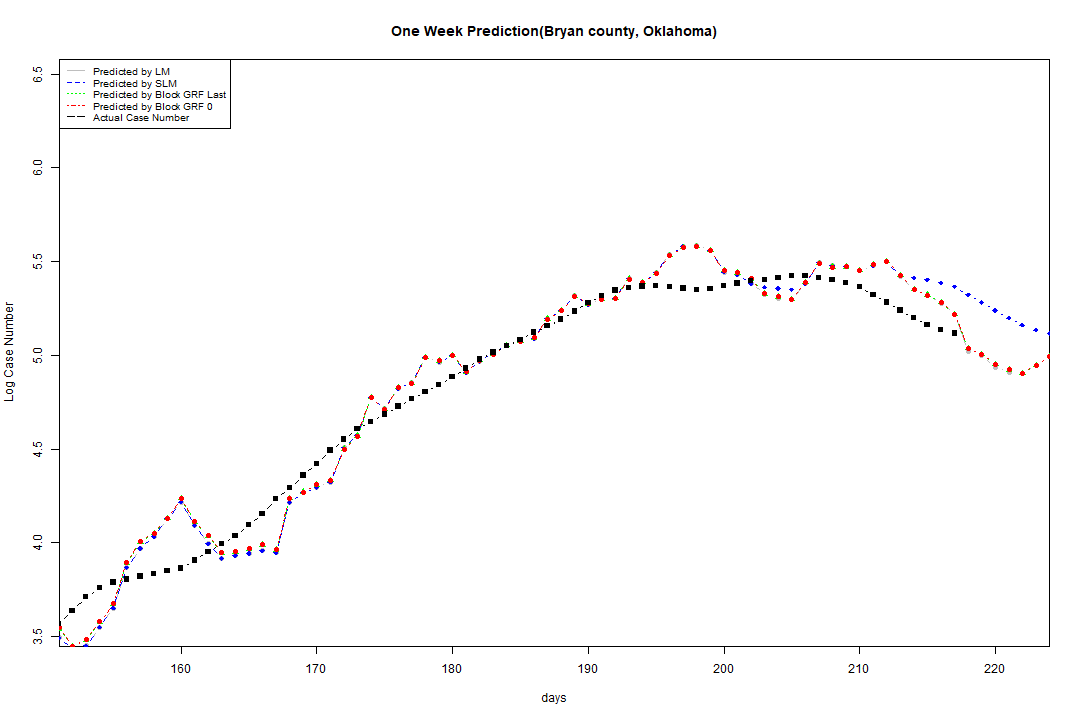 One Week Prediction(Bryan county, Oklahoma)
Predicted by LM
Predicted by SLM
Predicted by Block GRF Last
Predicted by Block GRF 0
Actual Case Number
6.5
6.0
5.5
5.0
4.5
4.0
3.5
Log Case Number
160 170 180 190 200 210 220
days